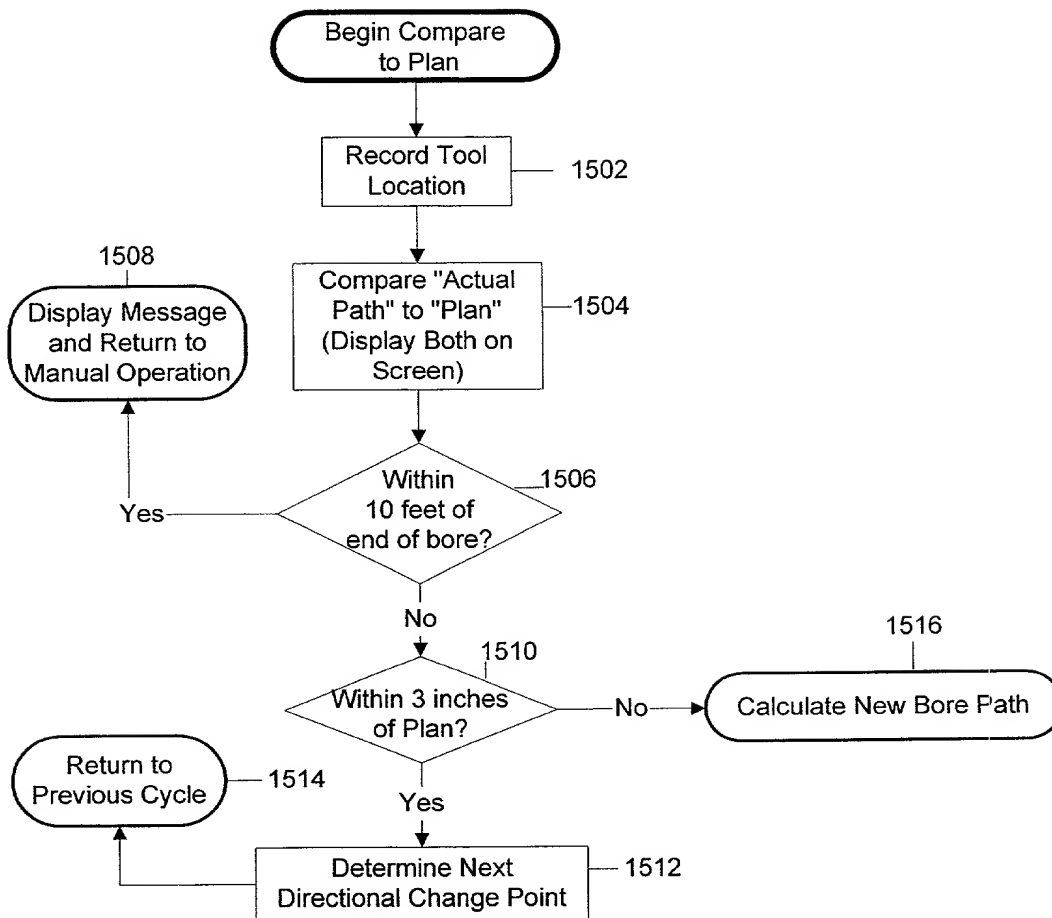 Begin Compare
to Plan
Record Tool
Location
1502
1508
Display Message
and Return to
Manual Operation
Compare "Actual
Path" to "Plan"
(Display Both on
Screen)
1504
Within
10 feet of
end of bore?
1506
Yes
No
1510
Within 3 inches
of Plan?
No
1516
Calculate New Bore Path
Return to
Previous Cycle
1514
Yes
Determine Next
Directional Change Point
1512